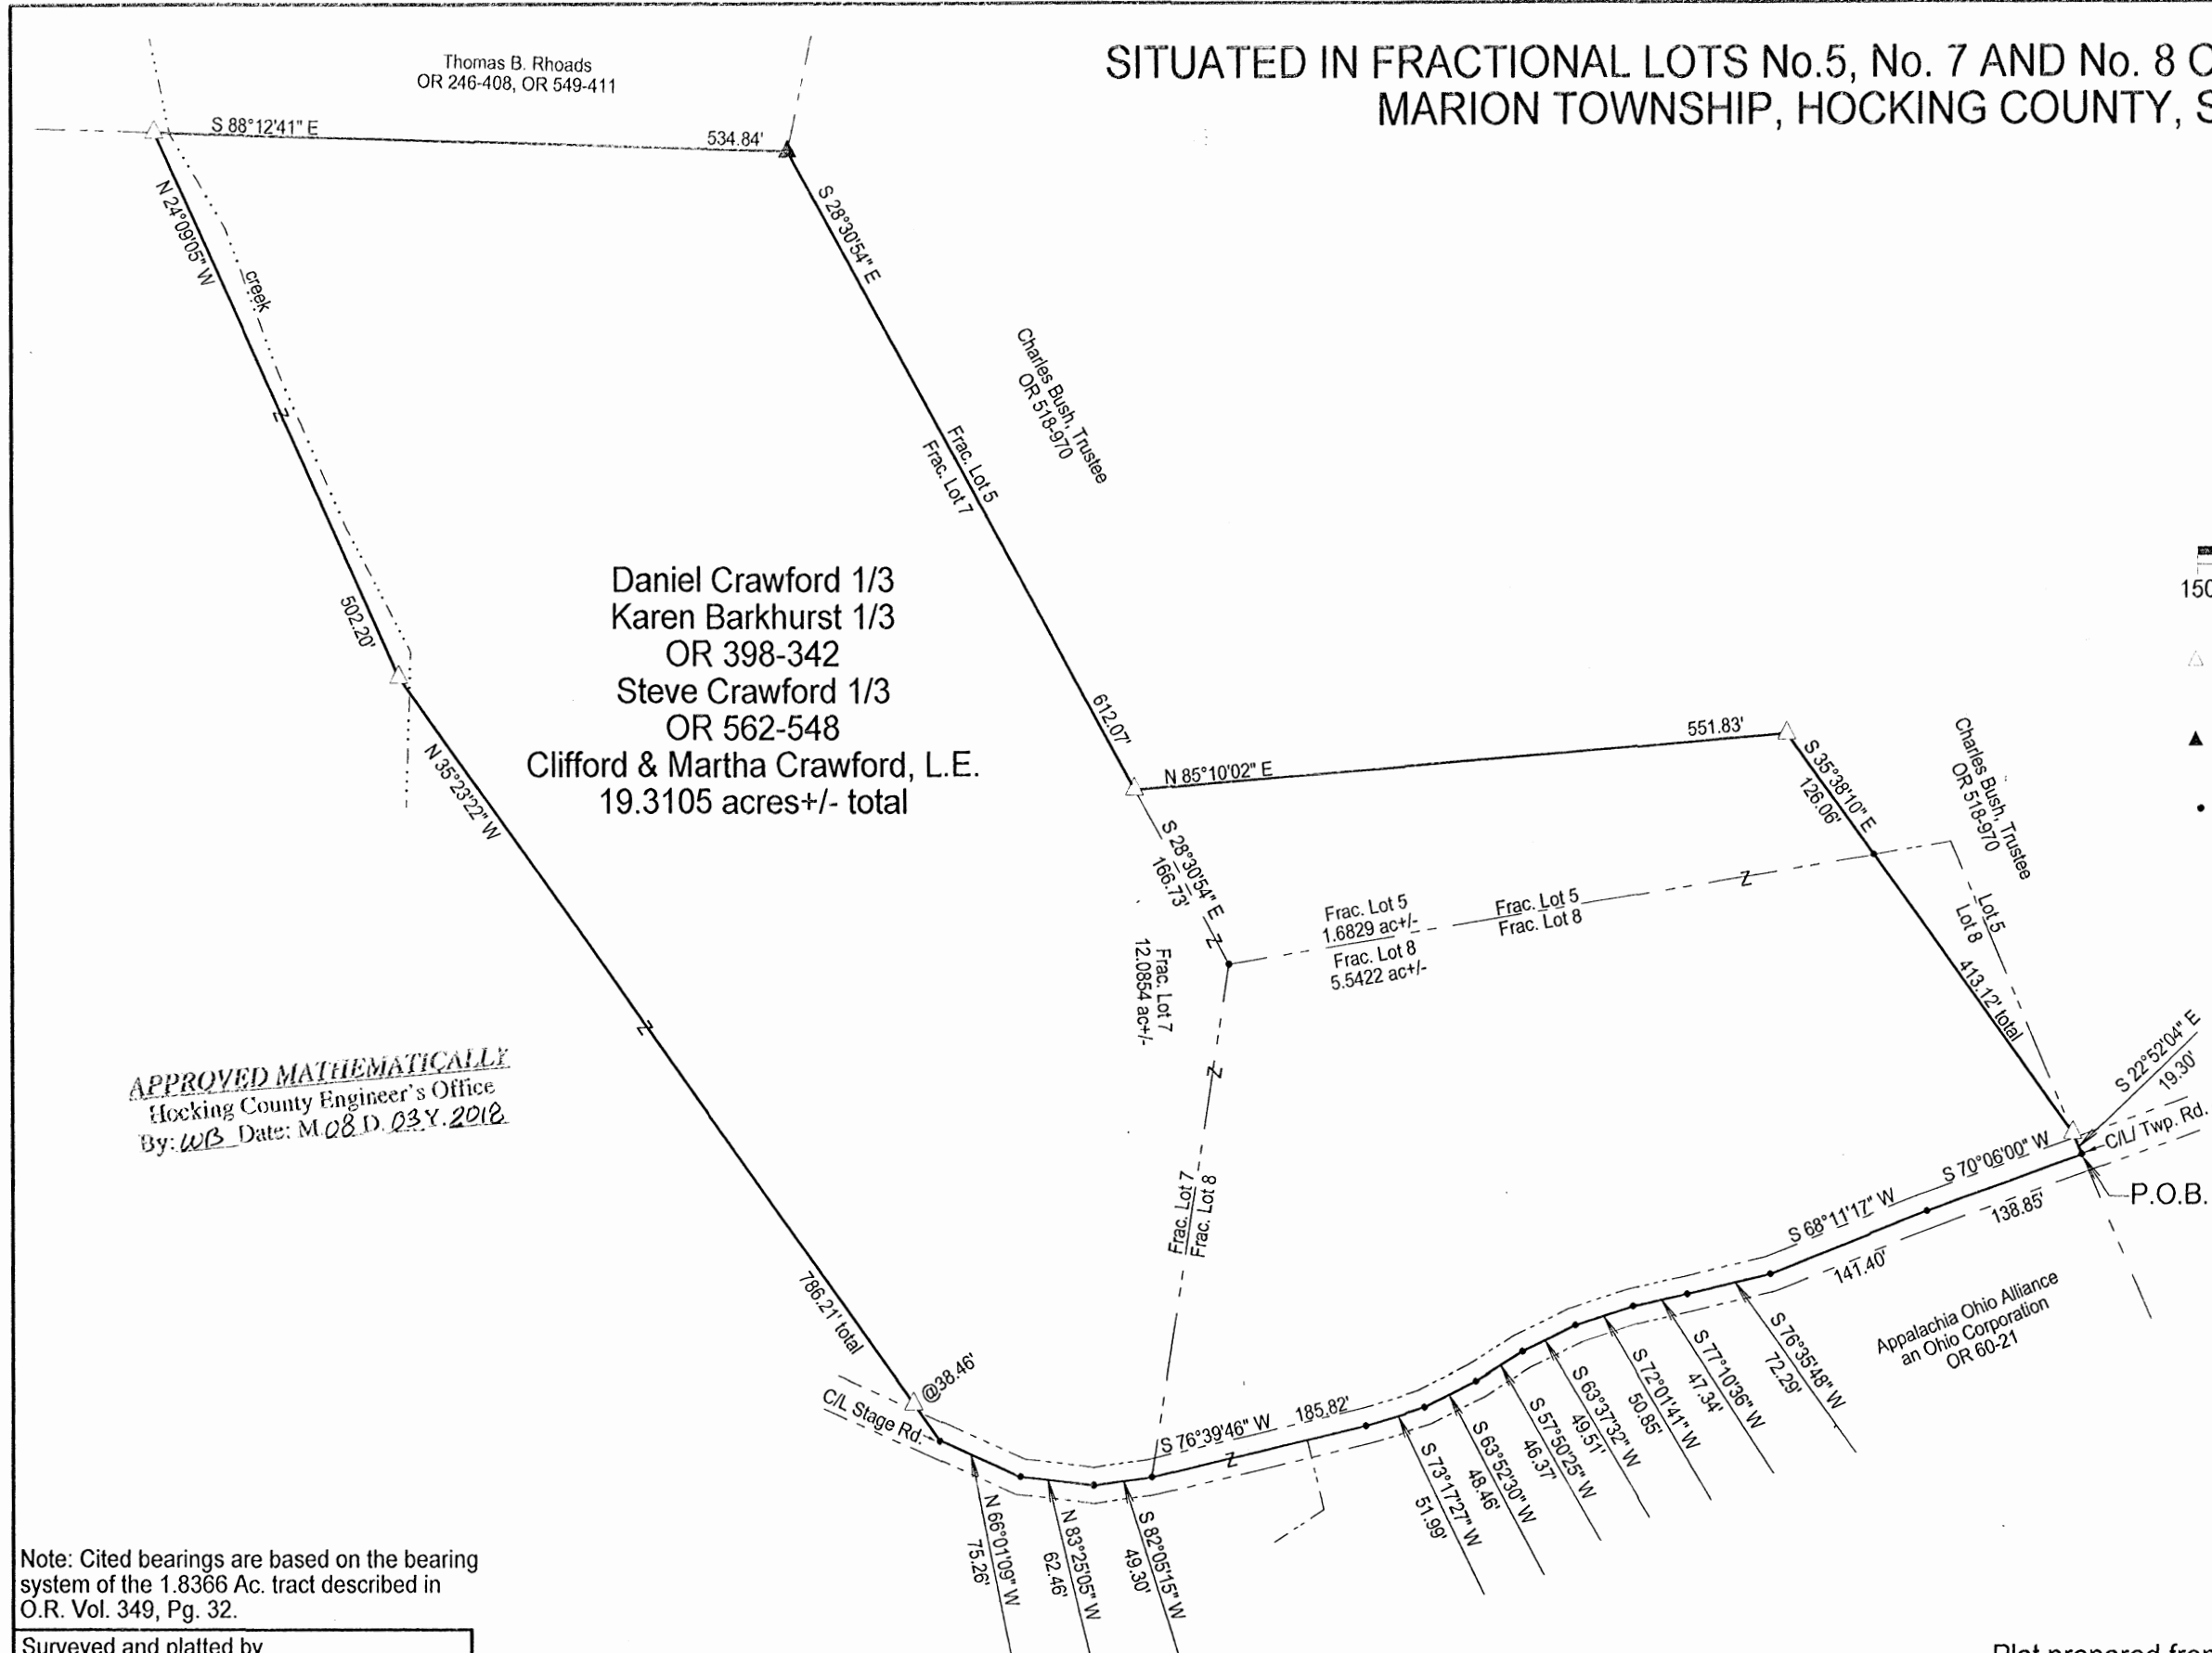 SITUATED IN FRACTIONAL LOTS No.5, No. 7 AND No. 8 O
MARION TOWNSHIP, HOCKING COUNTY, S
Thomas B. Rhoads
OR 246-408, OR 549-411
S 88°12'41" E
534.84'
N 24°09'05" W
creek
502.20'
S 28°30'54" E
Charles Bush, Trustee
OR 518-970
Frac. Lot 5
Frac. Lot 7
612.07'
Daniel Crawford 1/3
Karen Barkhurst 1/3
OR 398-342
Steve Crawford 1/3
OR 562-548
Clifford & Martha Crawford, L.E.
19.3105 acres+/- total
150
N 85°10'02" E
551.83'
S 35°38'10" E
126.06'
Charles Bush, Trustee
OR 518-970
N 35°23'22" W
S 28°30'54" E
166.73'
Frac. Lot 5
1.6829 ac+/-
Frac. Lot 8
5.5422 ac+/-
Frac. Lot 5
Frac. Lot 8
Lot 5
Lot 8
Frac. Lot 7
12.0854 ac+/-
413.12' total
S 22°52'04" E
19.30'
C/L/ Twp. Rd.
P.O.B.
APPROVED MATHEMATICALLY
Hocking County Engineer's Office
By: WB Date: M.08 D.03 Y.2018
Frac. Lot 7
Frac. Lot 8
S 70°06'00" W
138.85'
S 68°11'17" W
141.40'
Appalachia Ohio Alliance
an Ohio Corporation
OR 60-21
786.21' total
@38.46'
C/L Stage Rd.
S 76°39'46" W
185.82'
N 66°01'09" W
75.26'
N 83°25'05" W
62.46'
S 82°05'15" W
49.30'
S 73°17'27" W
51.99'
S 63°52'30" W
48.46'
S 57°50'25" W
46.37'
S 63°37'32" W
49.51'
S 72°01'41" W
50.85'
S 77°10'36" W
47.34'
S 76°35'48" W
72.29'
Note: Cited bearings are based on the bearing
system of the 1.8366 Ac. tract described in
O.R. Vol. 349, Pg. 32.
Surveyed and platted by
Plat prepared from